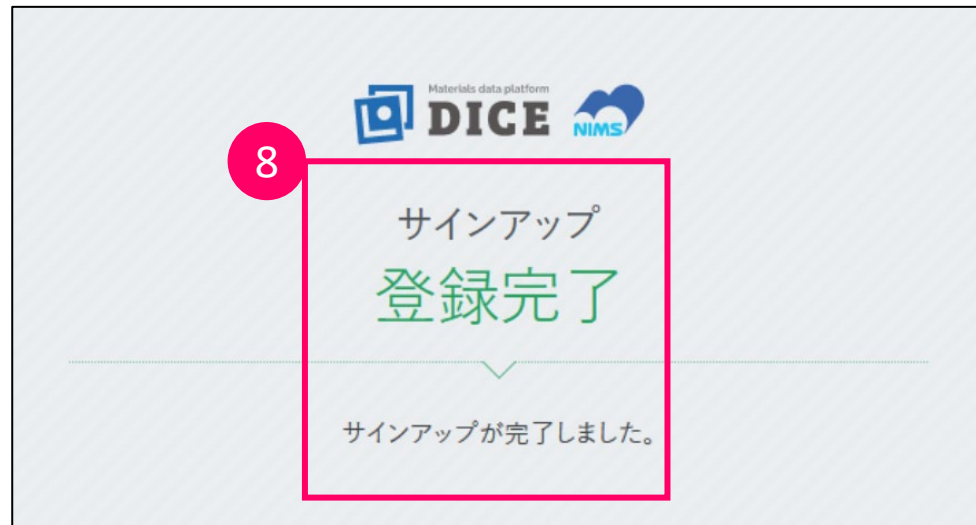 Materials data platform
DICE
NIMS
8
サインアップ
登録完了
サインアップが完了しました。